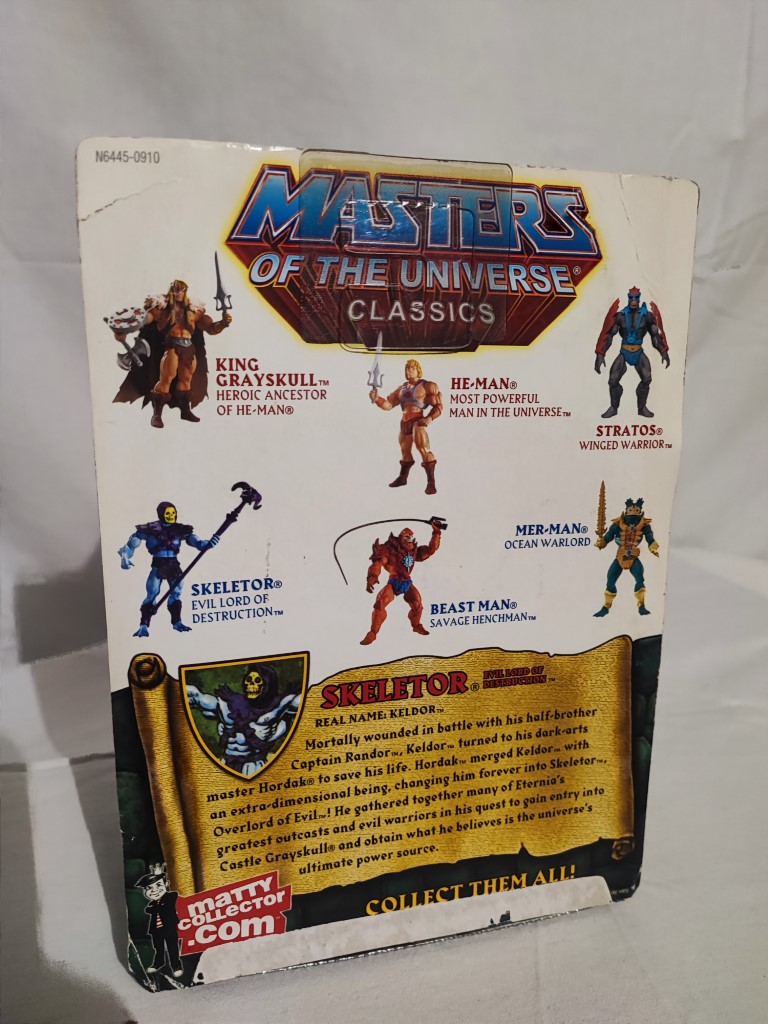 N6445-0910
MASTERS
OF THE UNIVERSE®
CLASSICS
KING
GRAYSKULL™
HEROIC ANCESTOR
OF HE-MAN®
HE-MAN®
MOST POWERFUL
MAN IN THE UNIVERSE™
STRATOS®
WINGED WARRIOR™
SKELETOR®
EVIL LORD OF
DESTRUCTION™
BEAST MAN®
SAVAGE HENCHMAN™
MER-MAN®
OCEAN WARLORD
SKELETOR® EVIL LORD OF
DESTRUCTION™
REAL NAME: KELDOR™
Mortally wounded in battle with his half-brother
Captain Randor™, Keldor™ turned to his dark-arts
master Hordak® to save his life. Hordak™ merged Keldor™ with
an extra-dimensional being, changing him forever into Skeletor™,
Overlord of Evil™! He gathered together many of Eternia's
greatest outcasts and evil warriors in his quest to gain entry into
Castle Grayskull® and obtain what he believes is the universe's
ultimate power source.
COLLECT THEM ALL!
MATTY
COLLECTOR
.com™